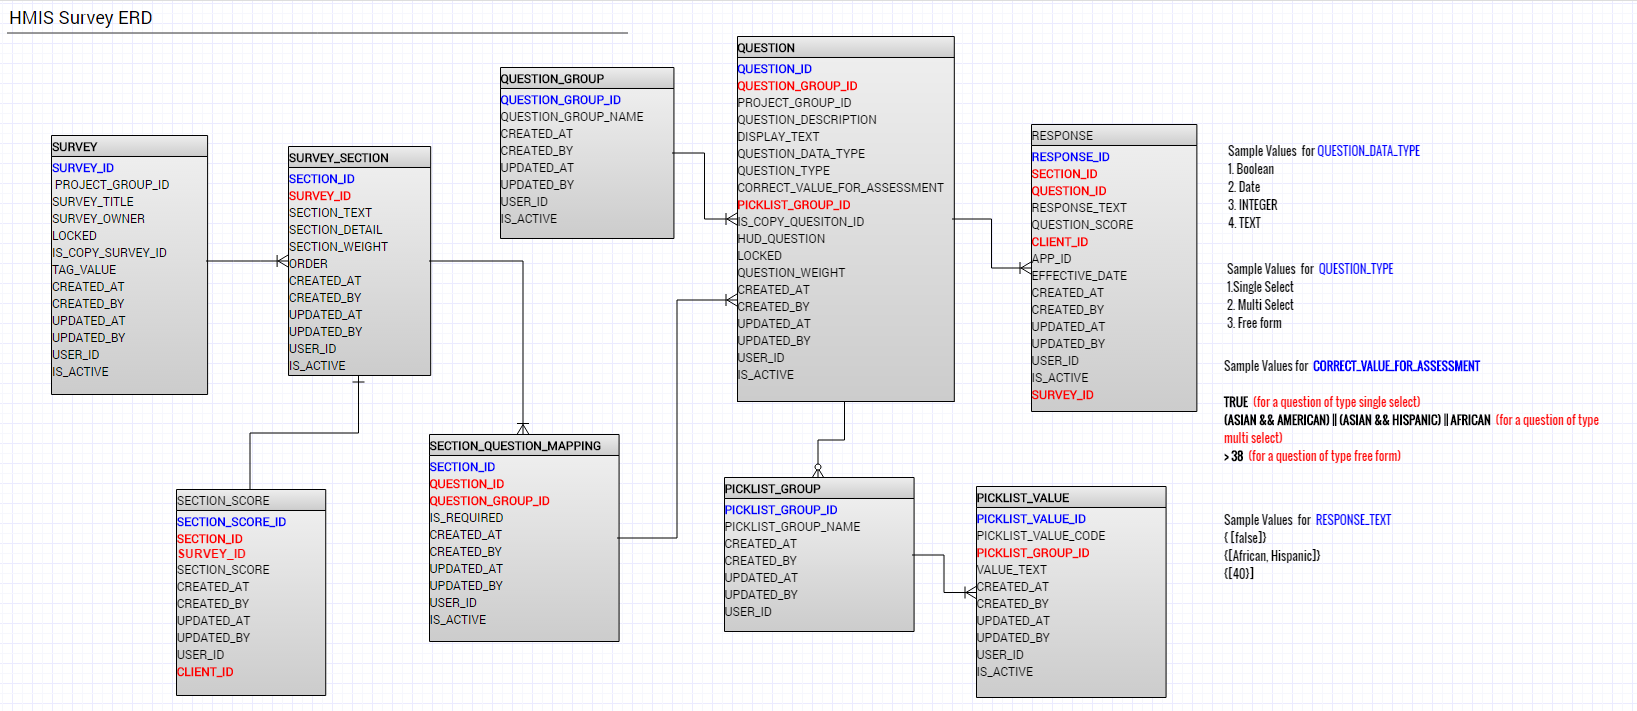 HMIS Survey ERD
SURVEY
SURVEY_ID
PROJECT_GROUP_ID
SURVEY_TITLE
SURVEY_OWNER
LOCKED
IS_COPY_SURVEY_ID
TAG_VALUE
CREATED_AT
CREATED_BY
UPDATED_AT
UPDATED_BY
USER_ID
IS_ACTIVE
SURVEY_SECTION
SECTION_ID
SURVEY_ID
SECTION_TEXT
SECTION_DETAIL
SECTION_WEIGHT
ORDER
CREATED_AT
CREATED_BY
UPDATED_AT
UPDATED_BY
USER_ID
IS_ACTIVE
SECTION_SCORE
SECTION_SCORE_ID
SECTION_ID
SURVEY_ID
SECTION_SCORE
CREATED_AT
CREATED_BY
UPDATED_AT
UPDATED_BY
USER_ID
CLIENT_ID
QUESTION_GROUP
QUESTION_GROUP_ID
QUESTION_GROUP_NAME
CREATED_AT
CREATED_BY
UPDATED_AT
UPDATED_BY
USER_ID
IS_ACTIVE
SECTION_QUESTION_MAPPING
SECTION_ID
QUESTION_ID
QUESTION_GROUP_ID
IS_REQUIRED
CREATED_AT
CREATED_BY
UPDATED_AT
UPDATED_BY
USER_ID
IS_ACTIVE
QUESTION
QUESTION_ID
QUESTION_GROUP_ID
PROJECT_GROUP_ID
QUESTION_DESCRIPTION
DISPLAY_TEXT
QUESTION_DATA_TYPE
QUESTION_TYPE
CORRECT_VALUE_FOR_ASSESSMENT
PICKLIST_GROUP_ID
IS_COPY_QUESITON_ID
HUD_QUESTION
LOCKED
QUESTION_WEIGHT
CREATED_AT
CREATED_BY
UPDATED_AT
UPDATED_BY
USER_ID
IS_ACTIVE
PICKLIST_GROUP
PICKLIST_GROUP_ID
PICKLIST_GROUP_NAME
CREATED_AT
CREATED_BY
UPDATED_AT
UPDATED_BY
USER_ID
PICKLIST_VALUE
PICKLIST_VALUE_ID
PICKLIST_VALUE_CODE
PICKLIST_GROUP_ID
VALUE_TEXT
CREATED_AT
CREATED_BY
UPDATED_AT
UPDATED_BY
USER_ID
IS_ACTIVE
RESPONSE
RESPONSE_ID
SECTION_ID
QUESTION_ID
RESPONSE_TEXT
QUESTION_SCORE
CLIENT_ID
APP_ID
EFFECTIVE_DATE
CREATED_AT
CREATED_BY
UPDATED_AT
UPDATED_BY
USER_ID
IS_ACTIVE
SURVEY_ID
Sample Values for QUESTION_DATA_TYPE
1. Boolean
2. Date
3. INTEGER
4. TEXT
Sample Values for QUESTION_TYPE
1.Single Select
2. Multi Select
3. Free form
Sample Values for CORRECT_VALUE_FOR_ASSESSMENT
TRUE (for a question of type single select)
(ASIAN && AMERICAN) || (ASIAN && HISPANIC) || AFRICAN (for a question of type
multi select)
> 38 (for a question of type free form)
Sample Values for RESPONSE_TEXT
{ [false]}
{[African, Hispanic]}
{[40}]